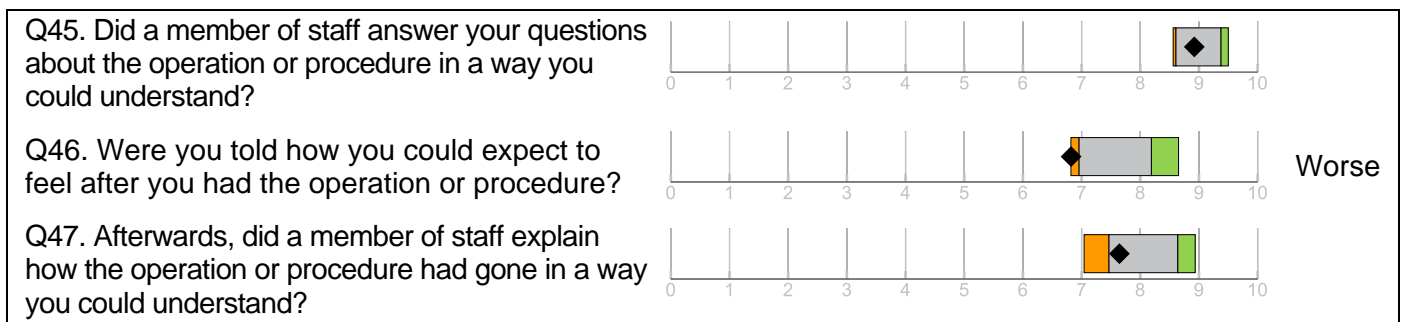 Q45. Did a member of staff answer your questions
about the operation or procedure in a way you
could understand?
0 1 2 3 4 5 6 7 8 9 10
Q46. Were you told how you could expect to
feel after you had the operation or procedure?
0 1 2 3 4 5 6 7 8 9 10
Worse
Q47. Afterwards, did a member of staff explain
how the operation or procedure had gone in a way
you could understand?
0 1 2 3 4 5 6 7 8 9 10